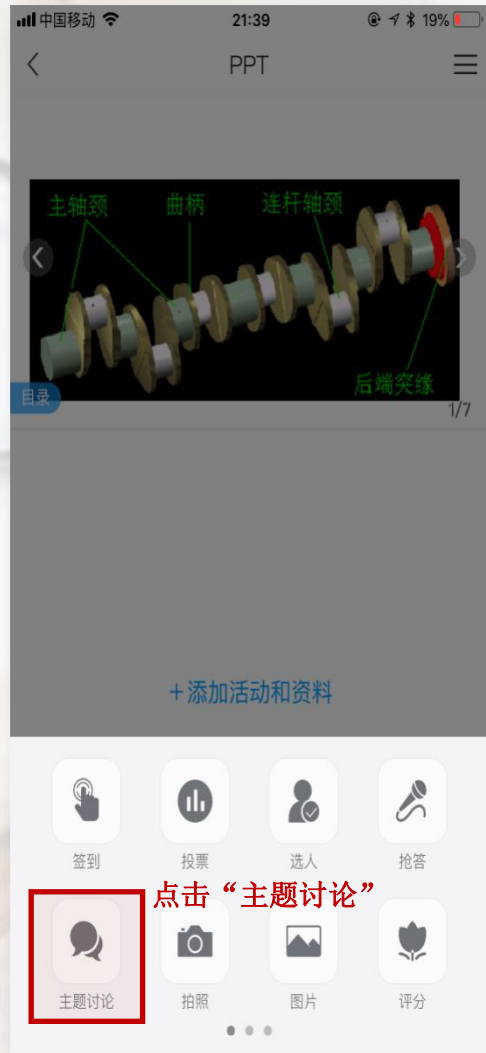 中国移动 21:39 19%
PPT
主轴颈 曲柄 连杆轴颈
后端突缘
目录
1/7
+添加活动和资料
签到 投票 选人 抢答
点击“主题讨论”
主题讨论 拍照 图片 评分